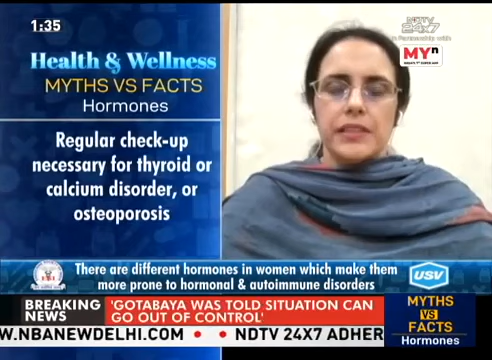 1:35
NDTV
24X7
In Partnership with
MYn
Health & Wellness
MYTHS VS FACTS
Hormones
Regular check-up
necessary for thyroid or
calcium disorder, or
osteoporosis
There are different hormones in women which make them
more prone to hormonal & autoimmune disorders
USV
BREAKING
NEWS
'GOTABAYA WAS TOLD SITUATION CAN
GO OUT OF CONTROL'
MYTHS
VS
FACTS
Hormones
WWW.NBANEWDELHI.COM • • NDTV 24X7 ADHER